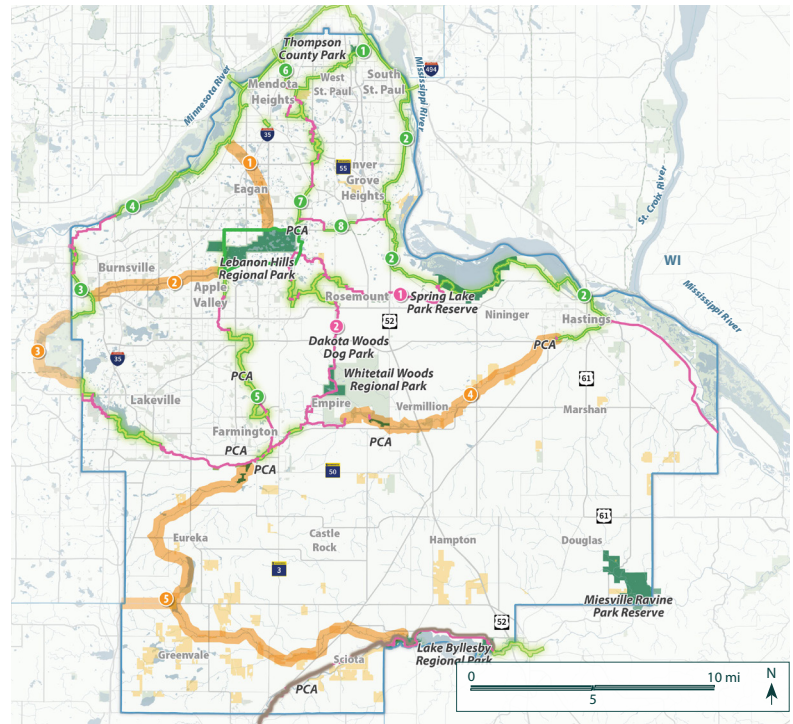 Thompson
County Park
1
6
West
St. Paul
South
St. Paul
494
Mendota
Heights
Minnesota River
Mississippi River
35
2
1
55
nver
Grove
Heights
St. Croix River
Eagan
4
7
8
PCA
WI
Lebanon Hills
Regional Park
Burnsville
2
2
3
Apple
Valley
Rosemount
1
Spring Lake
Park Reserve
2
Mississippi River
Nininger
Hastings
52
2
Dakota Woods
Dog Park
PCA
3
35
Whitetail Woods
Regional Park
PCA
61
Lakeville
5
4
Empire
Vermillion
Marshan
Farmington
PCA
PCA
PCA
50
61
Eureka
Castle
Rock
Hampton
Douglas
3
5
Miesville Ravine
Park Reserve
52
Greenvale
Sciota
Lake Byllesby
Regional Park
PCA
0
10 mi
5
N